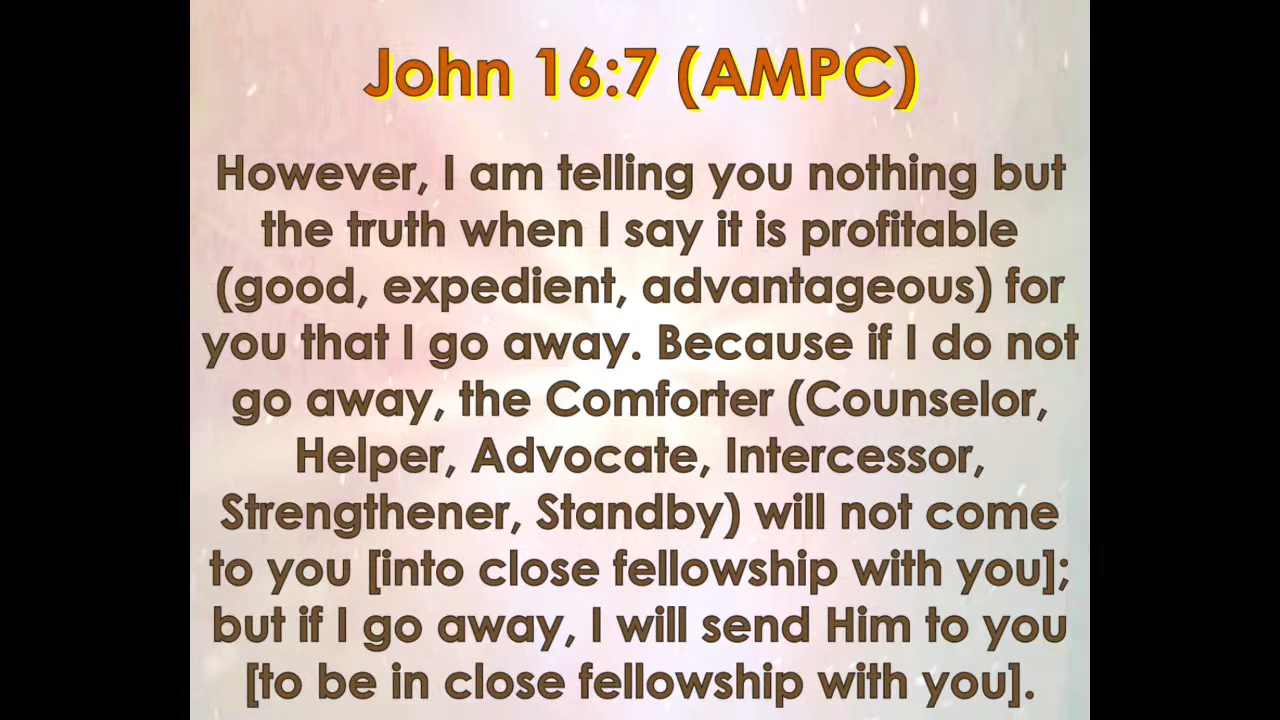 John 16:7 (AMPC)
However, I am telling you nothing but
the truth when I say it is profitable
(good, expedient, advantageous) for
you that I go away. Because if I do not
go away, the Comforter (Counselor,
Helper, Advocate, Intercessor,
Strengthener, Standby) will not come
to you [into close fellowship with you];
but if I go away, I will send Him to you
[to be in close fellowship with you].